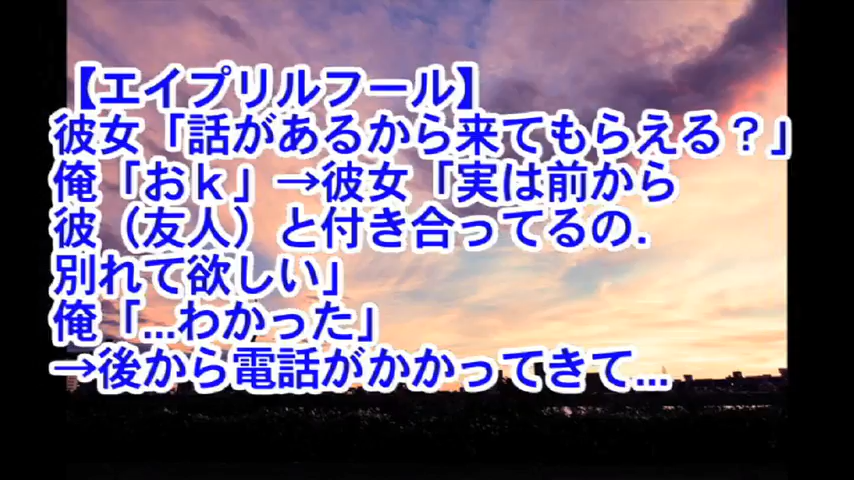 【エイプリルフール】
彼女「話があるから来てもらえる？」
俺「おｋ」→彼女「実は前から
彼（友人）と付き合ってるの.
別れて欲しい」
俺「...わかった」
→後から電話がかかってきて...